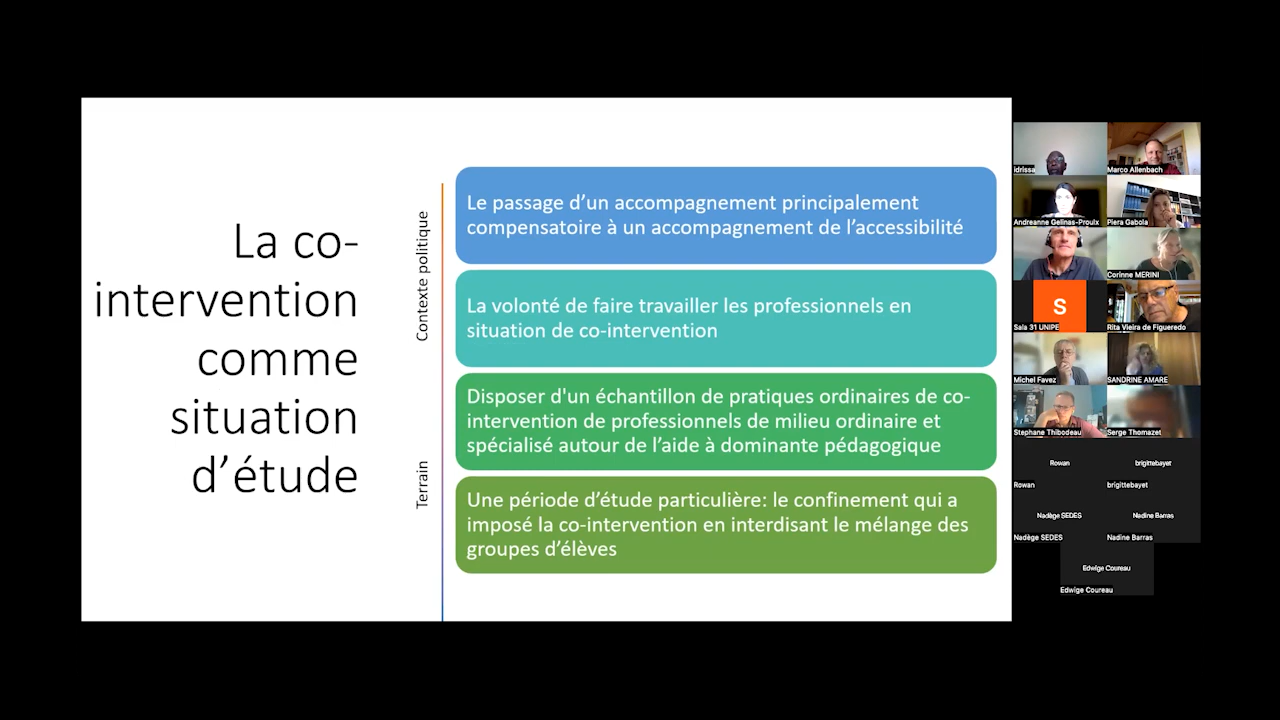 La co-
intervention
comme
situation
d’étude
Contexte politique
Terrain
Le passage d’un accompagnement principalement
compensatoire à un accompagnement de l’accessibilité
La volonté de faire travailler les professionnels en
situation de co-intervention
Disposer d'un échantillon de pratiques ordinaires de co-
intervention de professionnels de milieu ordinaire et
spécialisé autour de l’aide à dominante pédagogique
Une période d’étude particulière: le confinement qui a
imposé la co-intervention en interdisant le mélange des
groupes d’élèves
idrissa
Marco Allenbach
Andreanne Gelinas-Proulx
Piera Gabola
Corinne MERINI
S
Sala 31 UNIPE
Rita Vieira de Figueredo
Michel Favez
SANDRINE AMARE
Stephane Thibodeau
Serge Thomazet
Rowan
brigittebayet
Rowan
brigittebayet
Nadège SEDES
Nadine Barras
Nadège SEDES
Nadine Barras
Edwige Coureau
Edwige Coureau